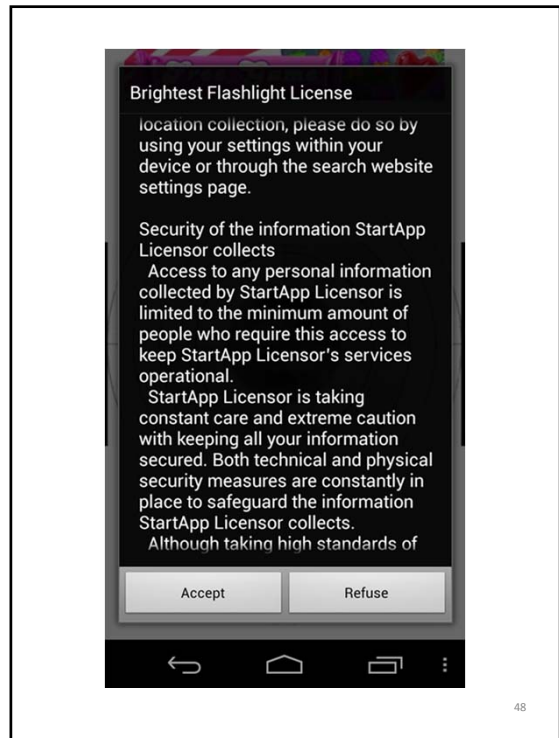 Brightest Flashlight License
location collection, please do so by
using your settings within your
device or through the search website
settings page.
Security of the information StartApp
Licensor collects
Access to any personal information
collected by StartApp Licensor is
limited to the minimum amount of
people who require this access to
keep StartApp Licensor's services
operational.
StartApp Licensor is taking
constant care and extreme caution
with keeping all your information
secured. Both technical and physical
security measures are constantly in
place to safeguard the information
StartApp Licensor collects.
Although taking high standards of
Accept Refuse
48